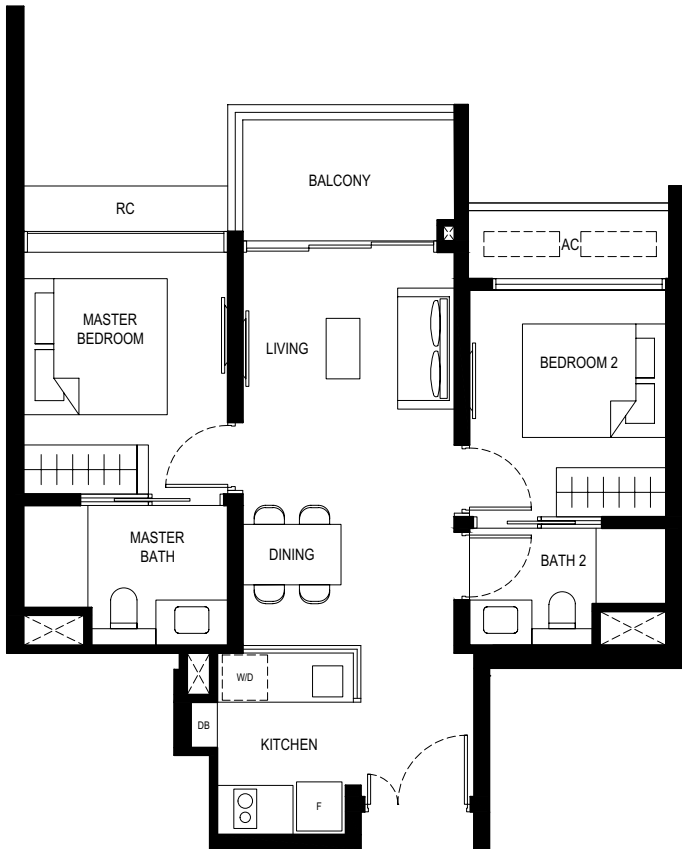 BALCONY
RC
AC
MASTER
BEDROOM
LIVING
BEDROOM 2
MASTER
BATH
DINING
BATH 2
W/D
DB
KITCHEN
F